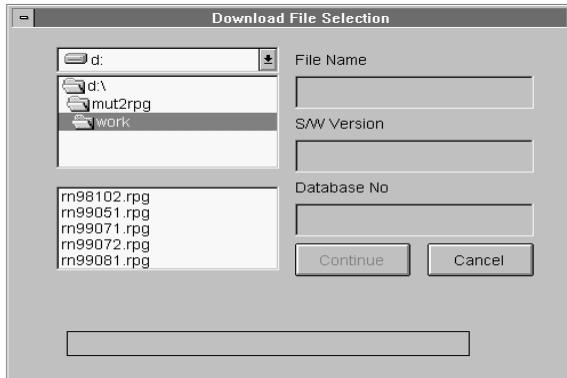 Download File Selection
d:
File Name
d:\
mut2rpg
work
S/W Version
Database No
rn98102.rpg
rn99051.rpg
rn99071.rpg
rn99072.rpg
rn99081.rpg
Continue
Cancel